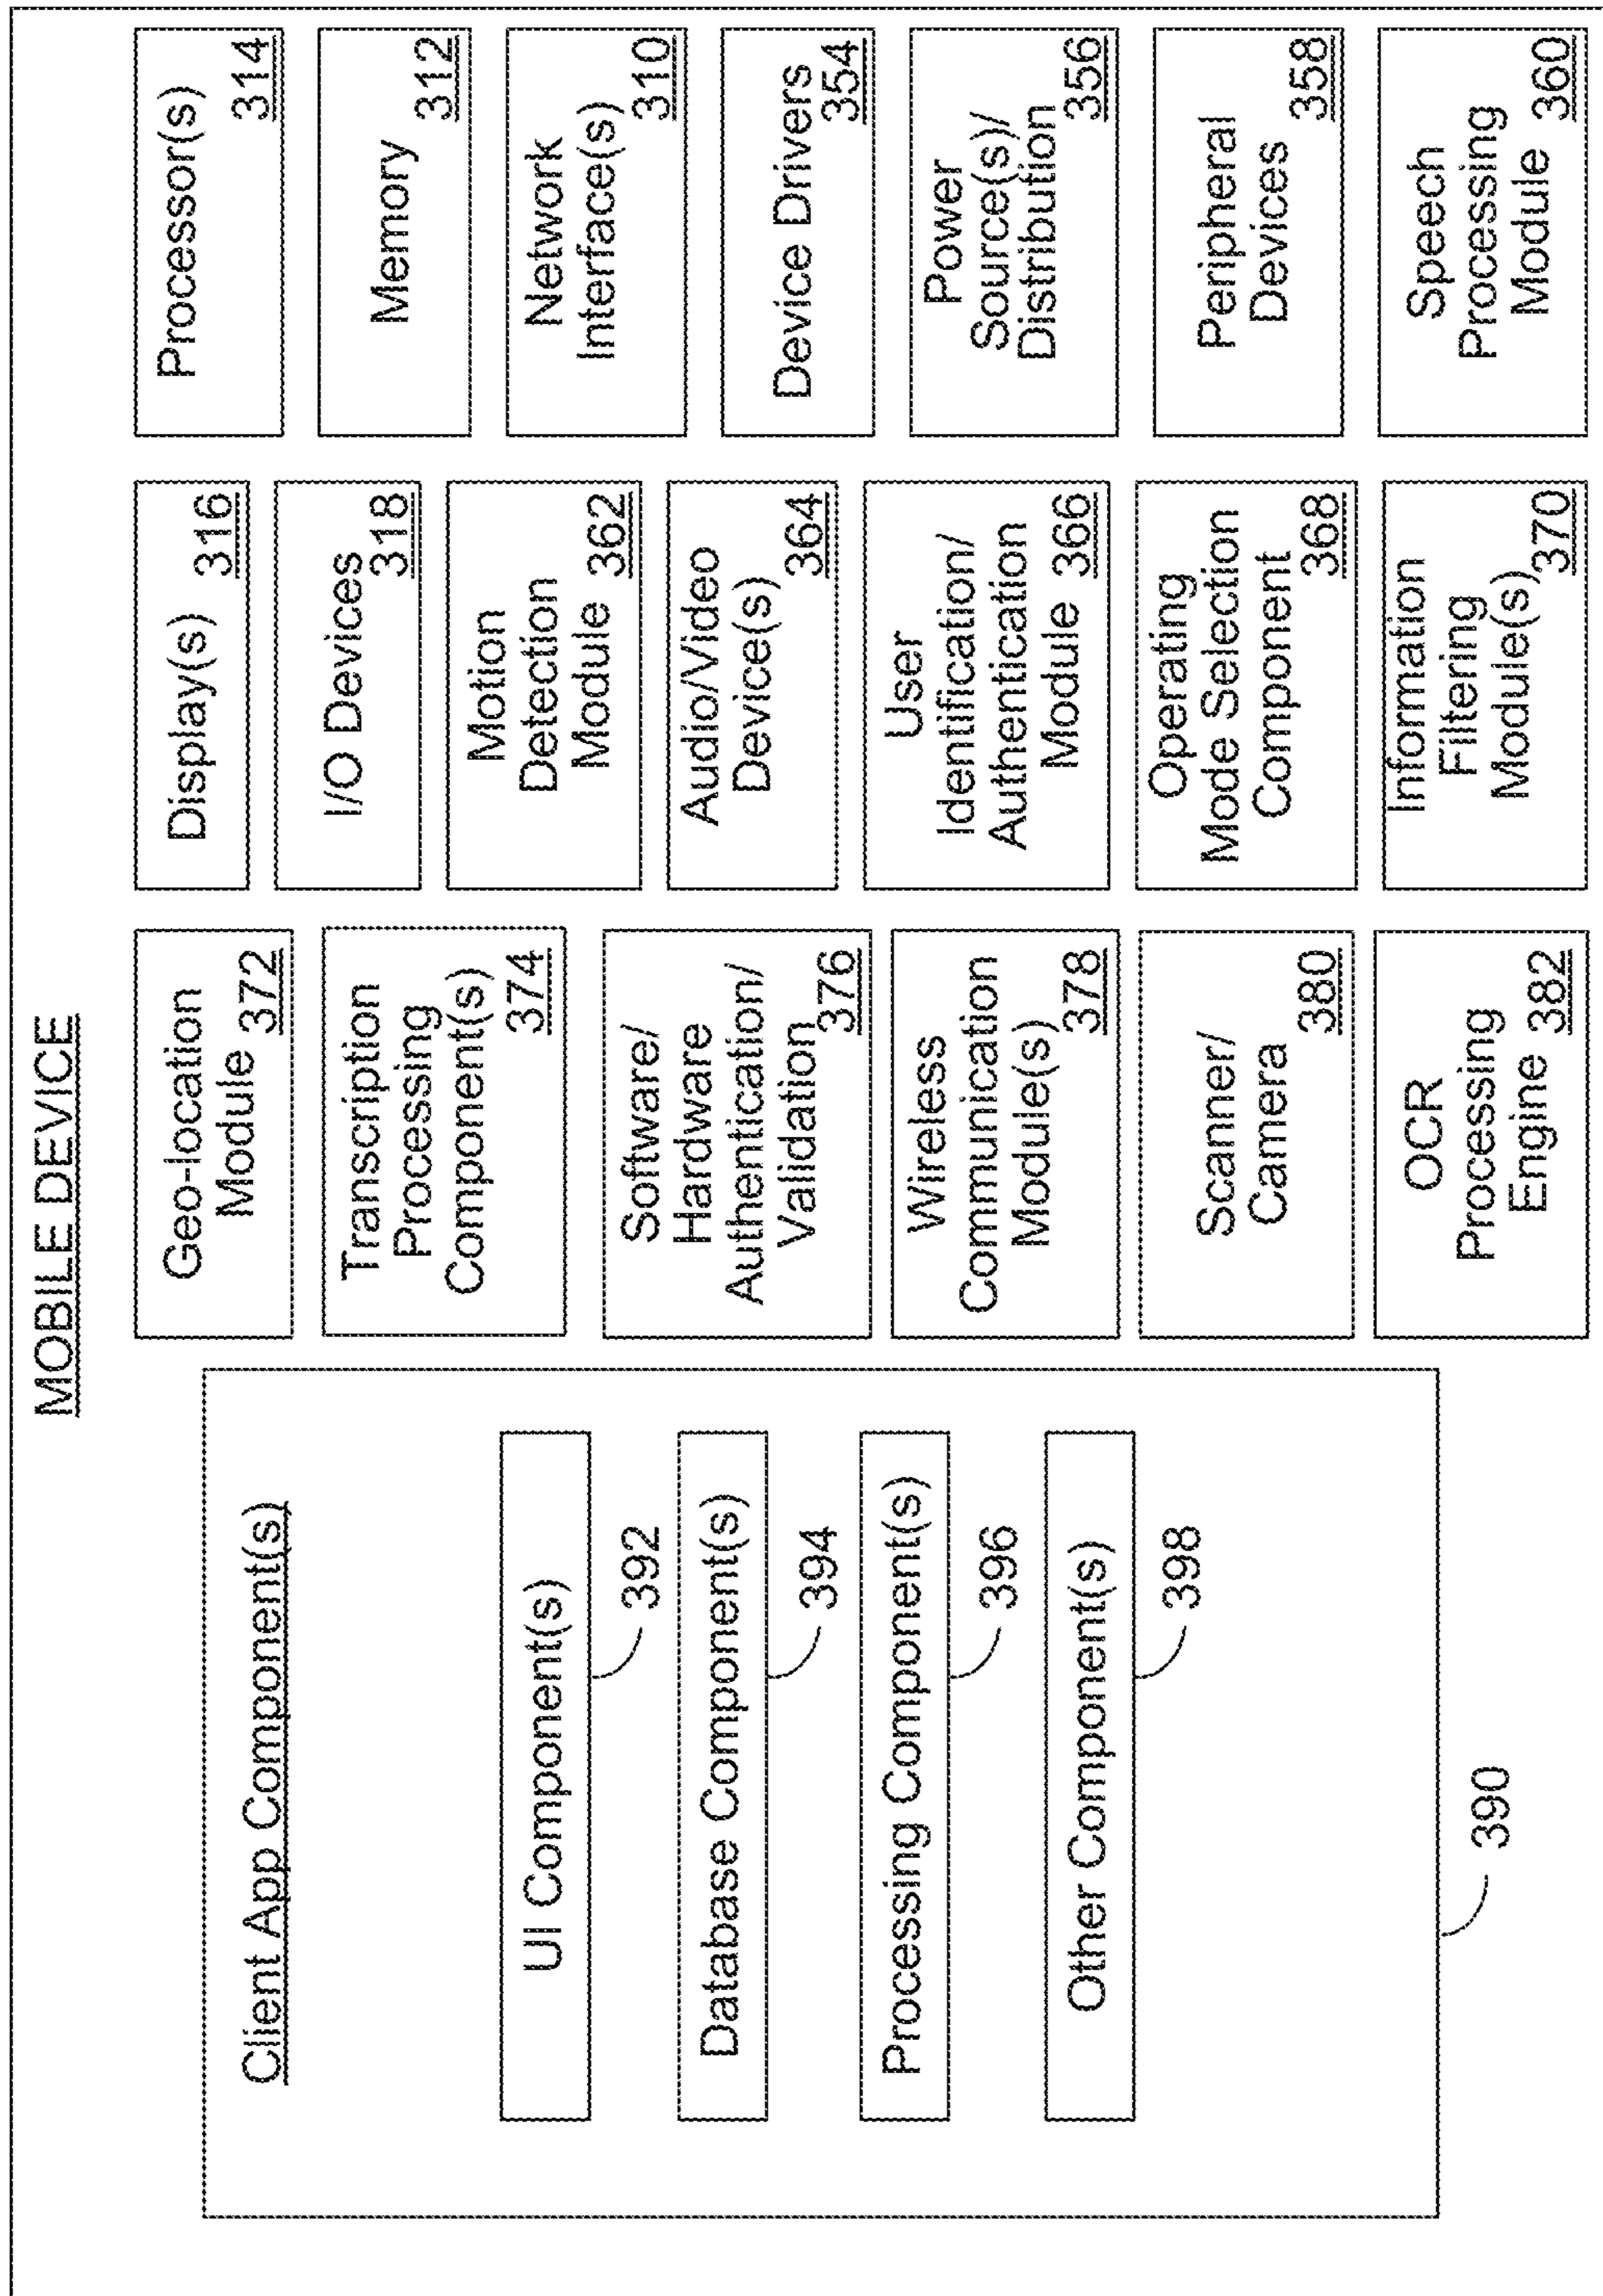 MOBILE DEVICE
Client App Component(s)
UI Component(s)
392
Database Component(s)
394
Processing Component(s)
396
Other Component(s)
398
390
Geo-location
Module 372
Transcription
Processing
Component(s)
374
Software/
Hardware
Authentication/
Validation 376
Wireless
Communication
Module(s) 378
Scanner/
Camera
380
OCR
Processing
Engine 382
Display(s) 316
I/O Devices
318
Motion
Detection
Module 362
Audio/Video
Device(s)
364
User
Identification/
Authentication
Module 366
Operating
Mode Selection
Component
368
Information
Filtering
Module(s)
370
Processor(s)
314
Memory
312
Network
Interface(s)
310
Device Drivers
354
Power
Source(s)/
Distribution
356
Peripheral
Devices
358
Speech
Processing
Module 360